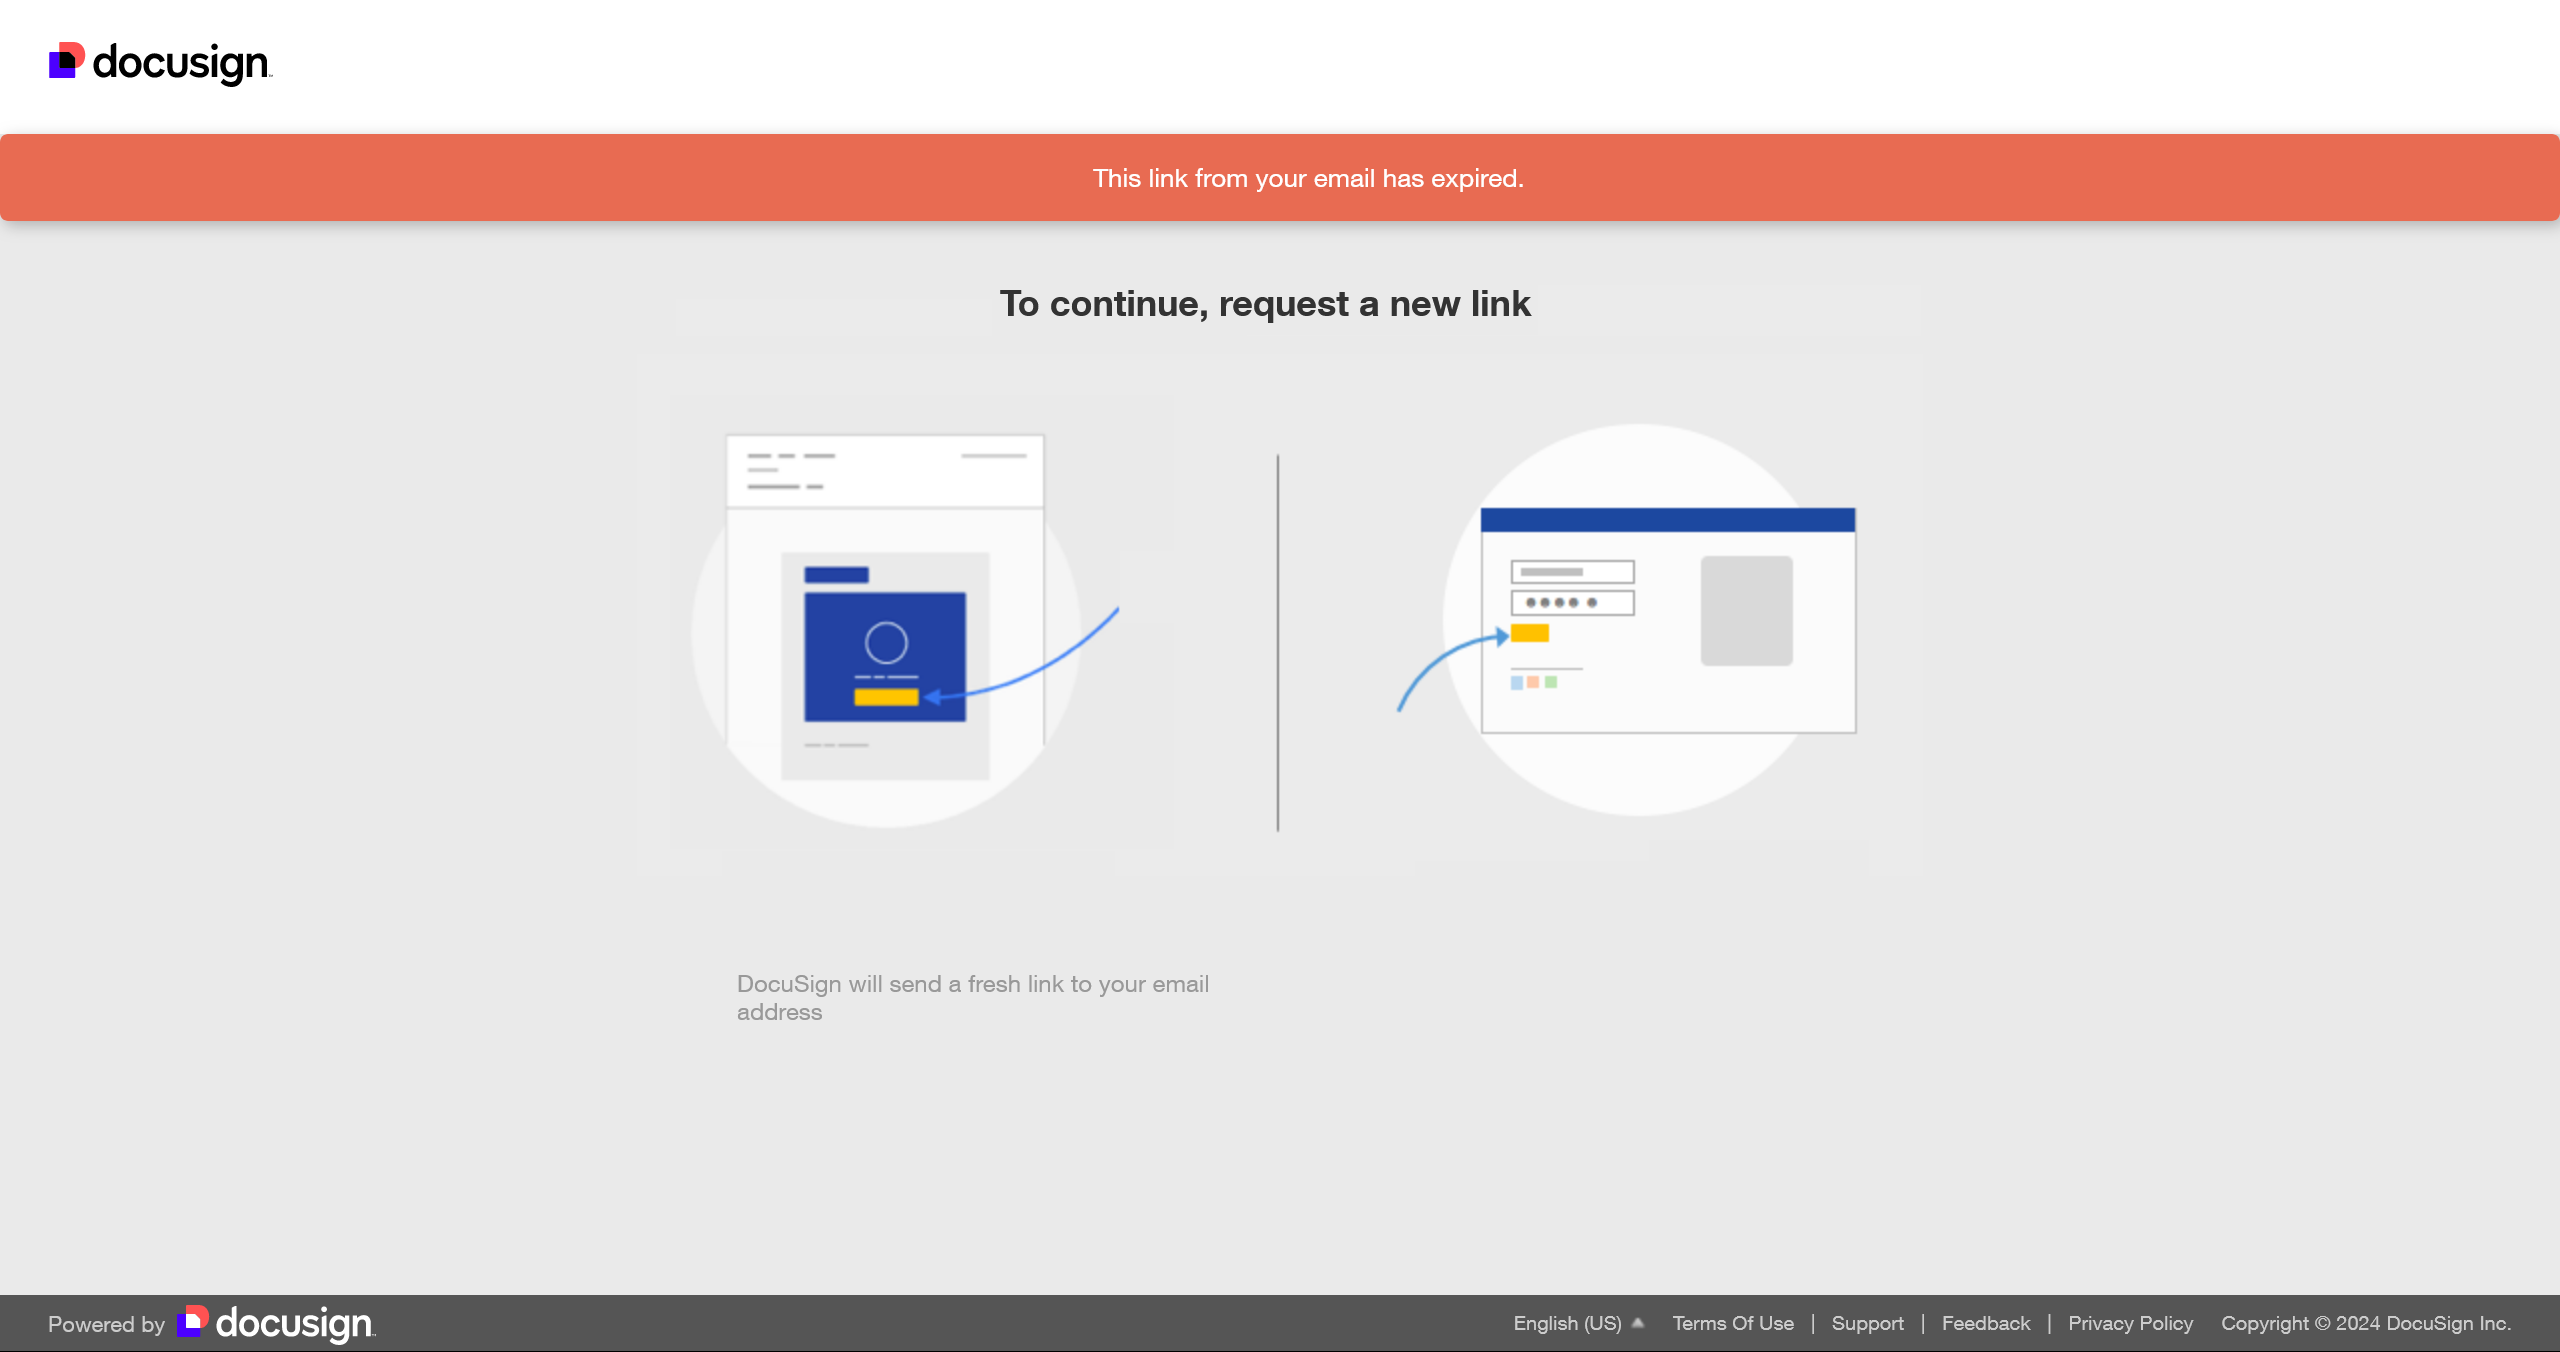 docusign
This link from your email has expired.
To continue, request a new link
DocuSign will send a fresh link to your email
address
Powered by docusign
English (US) Terms Of Use | Support | Feedback | Privacy Policy Copyright © 2024 DocuSign Inc.